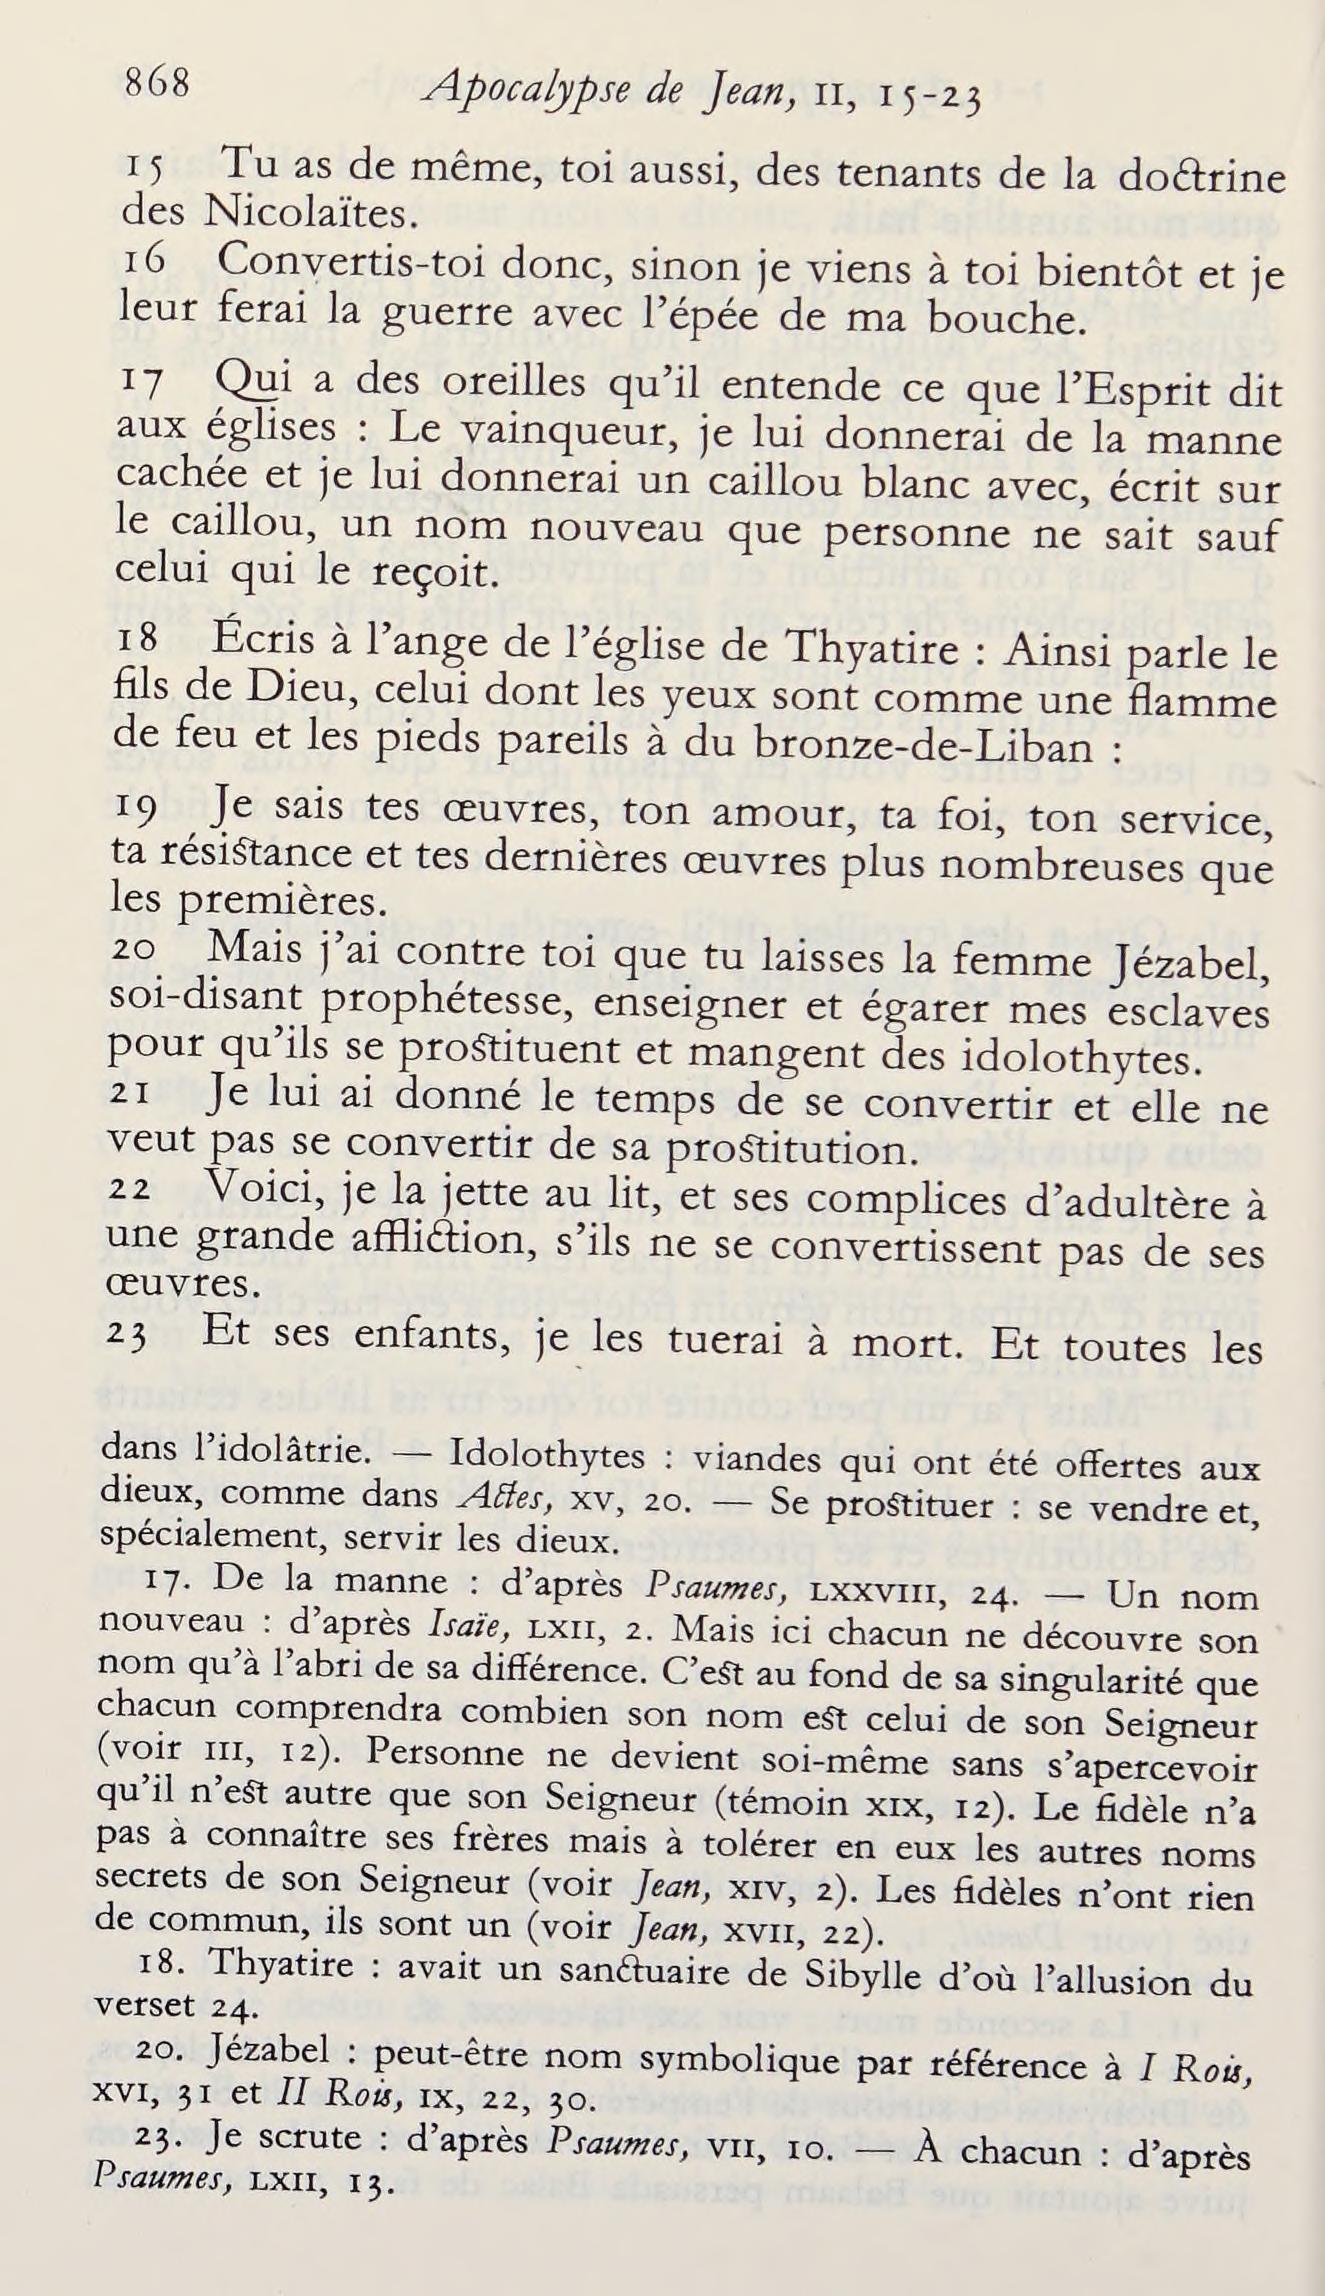 868
Apocalypse de Jean, II, 15-23
15 Tu as de même, toi aussi, des tenants de la doctrine
des Nicolaïtes.
16 Convertis-toi donc, sinon je viens à toi bientôt et je
leur ferai la guerre avec l’épée de ma bouche.
17 Qui a des oreilles qu’il entende ce que l’Esprit dit
aux églises : Le vainqueur, je lui donnerai de la manne
cachée et je lui donnerai un caillou blanc avec, écrit sur
le caillou, un nom nouveau que personne ne sait sauf
celui qui le reçoit.
18 Écris à l’ange de l’église de Thyatire : Ainsi parle le
fils de Dieu, celui dont les yeux sont comme une flamme
de feu et les pieds pareils à du bronze-de-Liban :
19 Je sais tes œuvres, ton amour, ta foi, ton service,
ta résistance et tes dernières œuvres plus nombreuses que
les premières.
20 Mais j’ai contre toi que tu laisses la femme Jézabel,
soi-disant prophétesse, enseigner et égarer mes esclaves
pour qu’ils se prostituent et mangent des idolothytes.
21 Je lui ai donné le temps de se convertir et elle ne
veut pas se convertir de sa prostitution.
22 Voici, je la jette au lit, et ses complices d’adultère à
une grande affliction, s’ils ne se convertissent pas de ses
œuvres.
23 Et ses enfants, je les tuerai à mort. Et toutes les
dans l’idolâtrie. — Idolothytes : viandes qui ont été offertes aux
dieux, comme dans Actes, XV, 20. — Se prostituer : se vendre et,
spécialement, servir les dieux.
17. De la manne : d’après Psaumes, LXXVIII, 24. — Un nom
nouveau : d’après Isaïe, LXII, 2. Mais ici chacun ne découvre son
nom qu’à l’abri de sa différence. C’est au fond de sa singularité que
chacun comprendra combien son nom est celui de son Seigneur
(voir III, 12). Personne ne devient soi-même sans s’apercevoir
qu’il n’est autre que son Seigneur (témoin XIX, 12). Le fidèle n’a
pas à connaître ses frères mais à tolérer en eux les autres noms
secrets de son Seigneur (voir Jean, XIV, 2). Les fidèles n’ont rien
de commun, ils sont un (voir Jean, XVII, 22).
18. Thyatire : avait un sanctuaire de Sibylle d’où l’allusion du
verset 24.
20. Jézabel : peut-être nom symbolique par référence à I Rois,
XVI, 31 et II Rois, IX, 22, 30.
23. Je scrute : d’après Psaumes, VII, 10. — À chacun : d’après
Psaumes, LXII, 13.